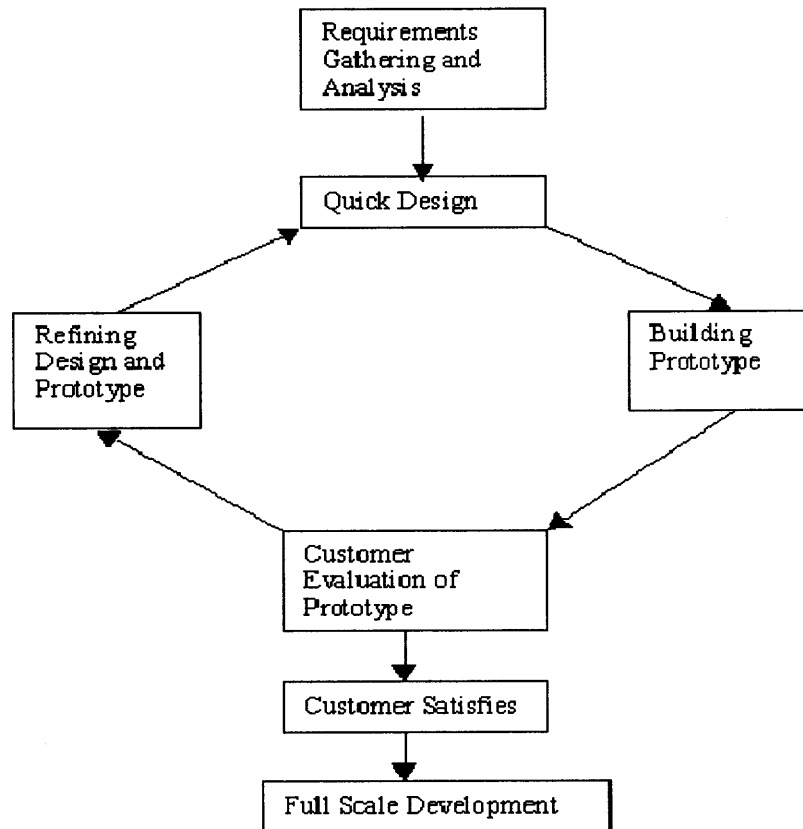 Requirements
Gathering and
Analysis
Quick Design
Refining
Design and
Prototype
Building
Prototype
Customer
Evaluation of
Prototype
Customer Satisfies
Full Scale Development